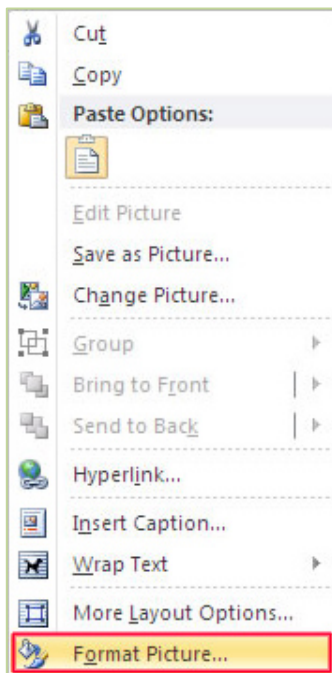 Cut
Copy
Paste Options:
Edit Picture
Save as Picture...
Change Picture...
Group
Bring to Front
Send to Back
Hyperlink...
Insert Caption...
Wrap Text
More Layout Options...
Format Picture...